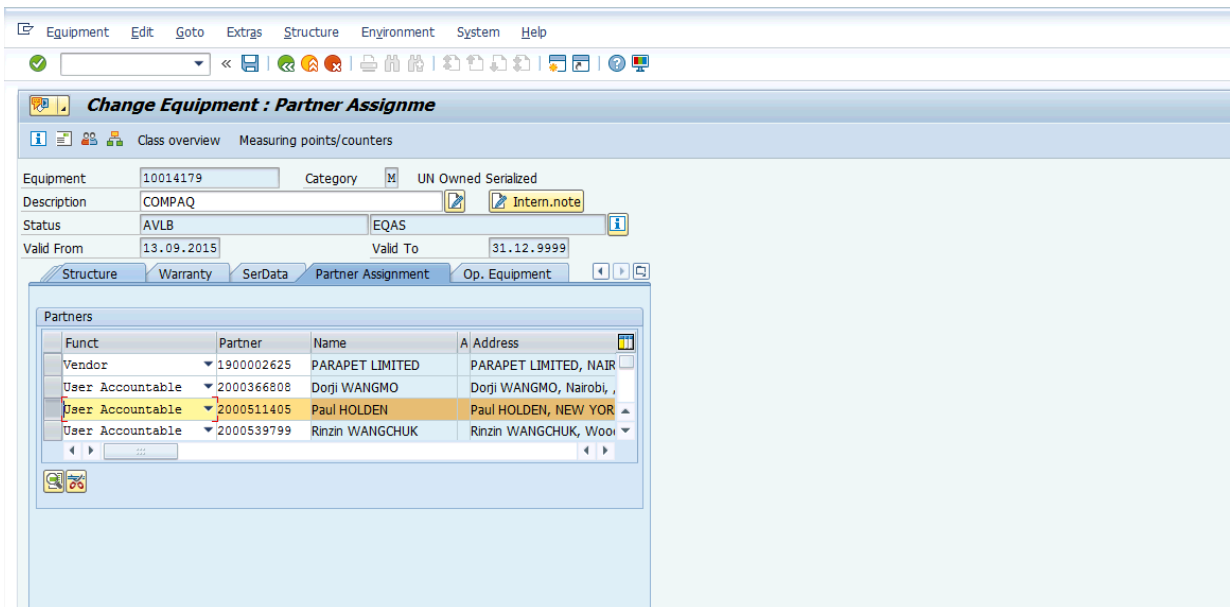 Equipment Edit Goto Extras Structure Environment System Help
Change Equipment : Partner Assignme
Class overview Measuring points/counters
Equipment 10014179 Category M UN Owned Serialized
Description COMPAQ Intern.note
Status AVLB EQAS
Valid From 13.09.2015 Valid To 31.12.9999
Structure Warranty SerData Partner Assignment Op. Equipment
Partners
Funct Partner Name A Address
Vendor 1900002625 PARAPET LIMITED PARAPET LIMITED, NAIR
User Accountable 2000366808 Dorji WANGMO Dorji WANGMO, Nairobi, ,
User Accountable 2000511405 Paul HOLDEN Paul HOLDEN, NEW YOR
User Accountable 2000539799 Rinzin WANGCHUK Rinzin WANGCHUK, Woo